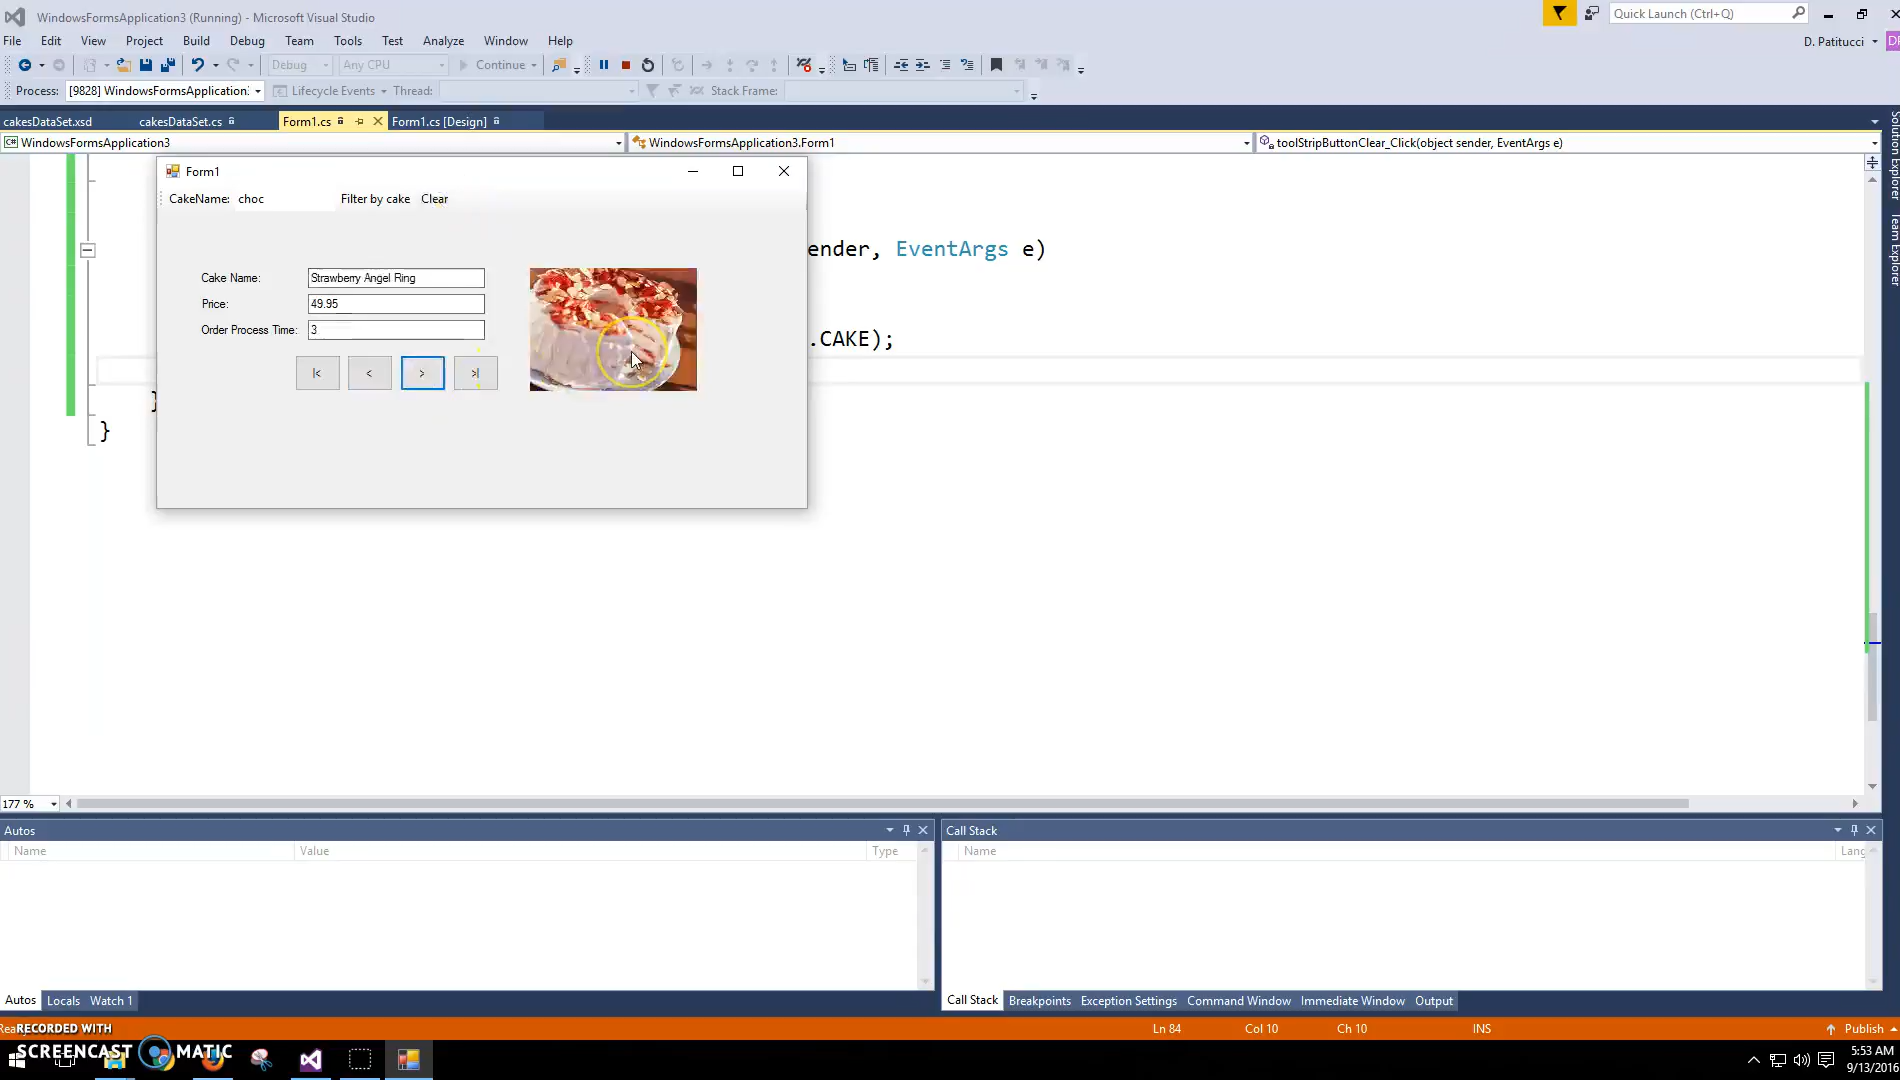 WindowsFormsApplication3 (Running) - Microsoft Visual Studio
Quick Launch (Ctrl+Q)
File Edit View Project Build Debug Team Tools Test Analyze Window Help
D. Patitucci
Debug Any CPU Continue
Process: [9828] WindowsFormsApplication: Lifecycle Events Thread: Stack Frame:
cakesDataSet.xsd cakesDataSet.cs Form1.cs Form1.cs [Design]
WindowsFormsApplication3 WindowsFormsApplication3.Form1 toolStripButtonClear_Click(object sender, EventArgs e)
Solution Explorer
Team Explorer
Form1
CakeName: choc Filter by cake Clear
ender, EventArgs e)
Cake Name: Strawberry Angel Ring
Price: 49.95
Order Process Time: 3
.CAKE);
|< < > >|
}
}
177 %
Autos
Name Value Type
Call Stack
Name Lang
Autos Locals Watch 1
Call Stack Breakpoints Exception Settings Command Window Immediate Window Output
Ln 84 Col 10 Ch 10 INS Publish
RECORDED WITH
SCREENCAST MATIC
5:53 AM
9/13/2016